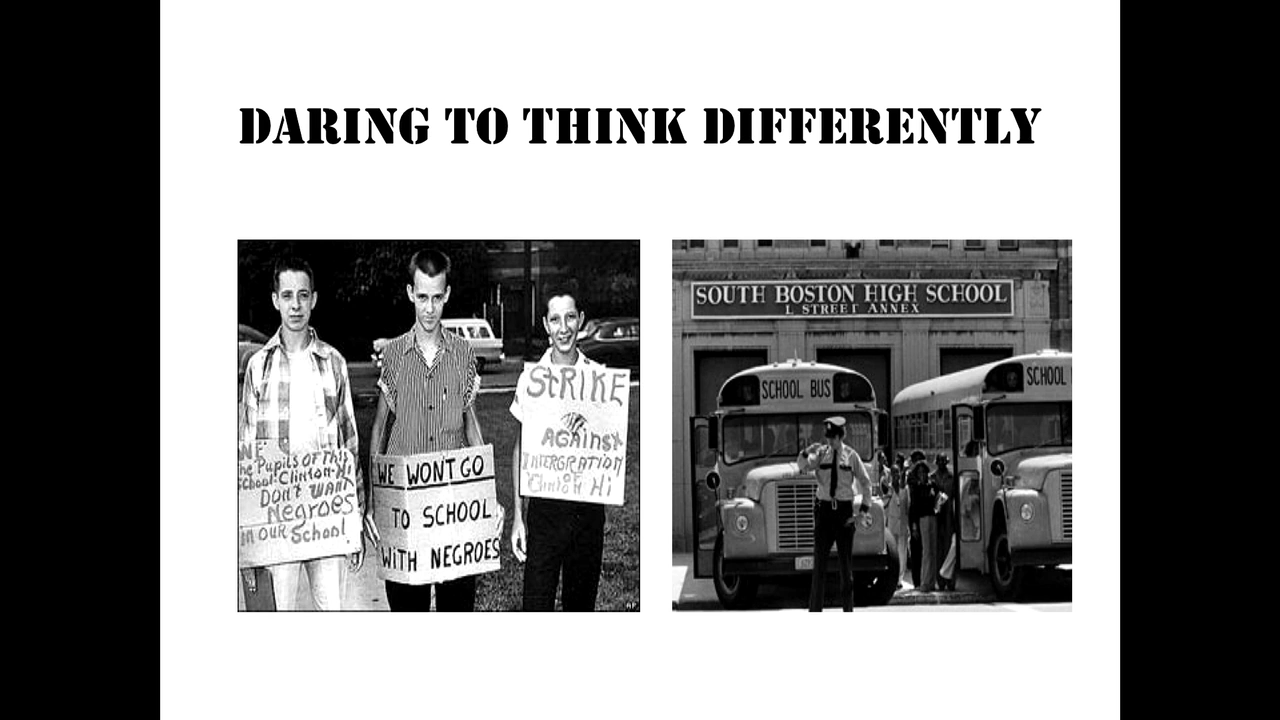 DARING TO THINK DIFFERENTLY
WE
he Pupils OF This
School-Clinton-Hi
DON't WANt
Negroes
IN OUR School!
WE WONT GO
TO SCHOOL
WiTH NEGROES
StRIKE
AGAINSt
INTERGRATION
OF
Clinton Hi
SOUTH BOSTON HIGH SCHOOL
L STREET ANNEX
SCHOOL BUS
SCHOOL